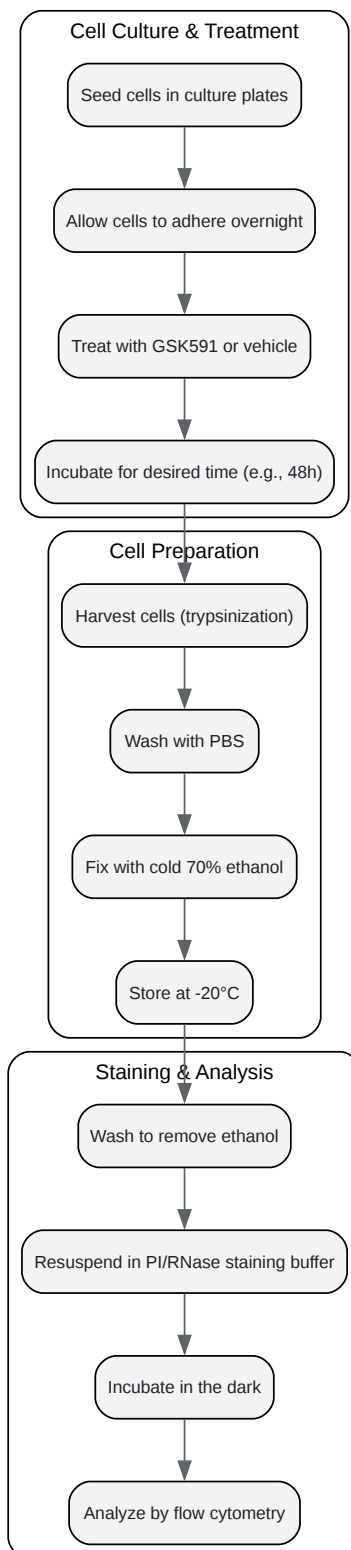 Cell Culture & Treatment
Seed cells in culture plates
Allow cells to adhere overnight
Treat with GSK591 or vehicle
Incubate for desired time (e.g., 48h)
Cell Preparation
Harvest cells (trypsinization)
Wash with PBS
Fix with cold 70% ethanol
Store at -20°C
Staining & Analysis
Wash to remove ethanol
Resuspend in PI/RNase staining buffer
Incubate in the dark
Analyze by flow cytometry